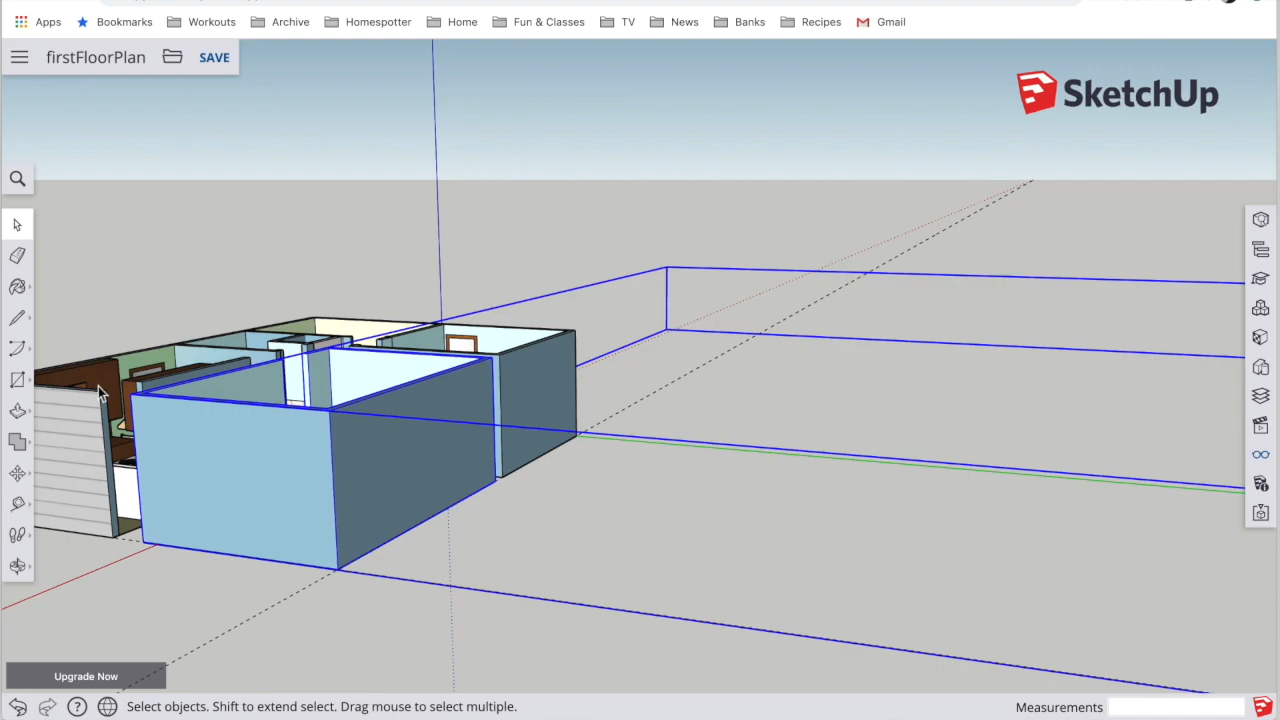 Apps Bookmarks Workouts Archive Homespotter Home Fun & Classes TV News Banks Recipes Gmail
firstFloorPlan SAVE
SketchUp
Upgrade Now
Select objects. Shift to extend select. Drag mouse to select multiple. Measurements